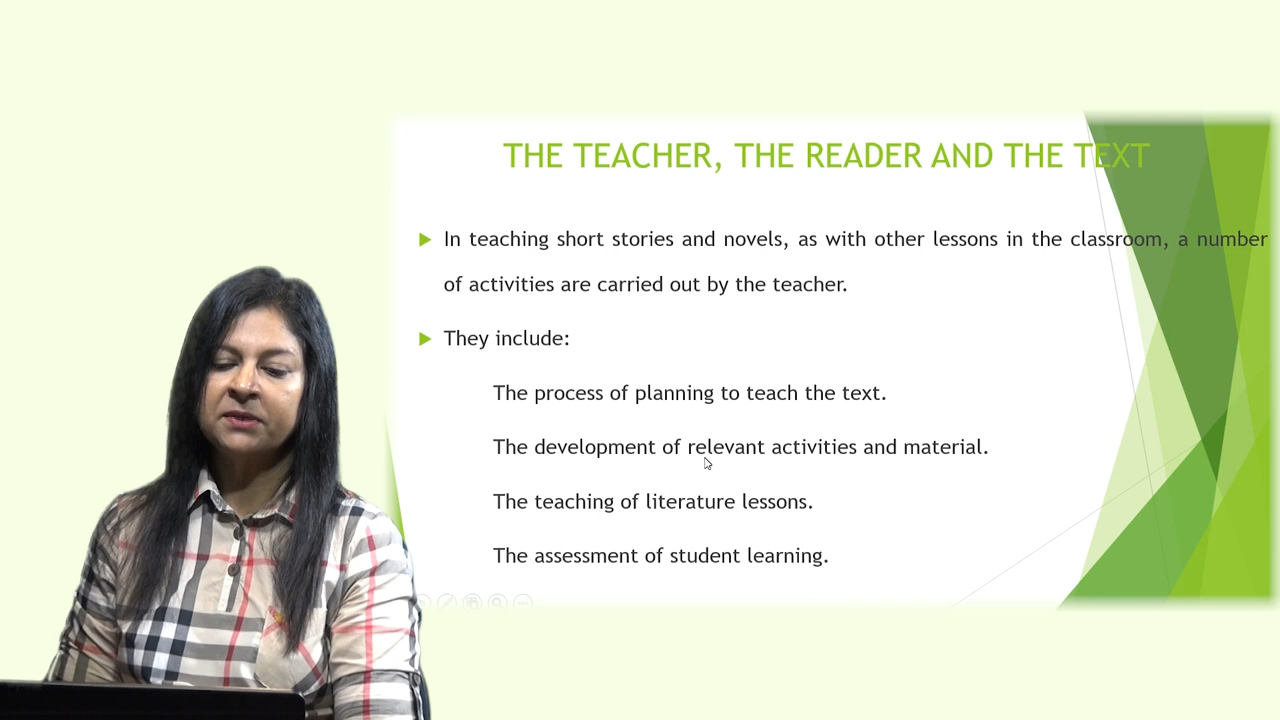 THE TEACHER, THE READER AND THE TEXT
In teaching short stories and novels, as with other lessons in the classroom, a number
of activities are carried out by the teacher.
They include:
The process of planning to teach the text.
The development of relevant activities and material.
The teaching of literature lessons.
The assessment of student learning.